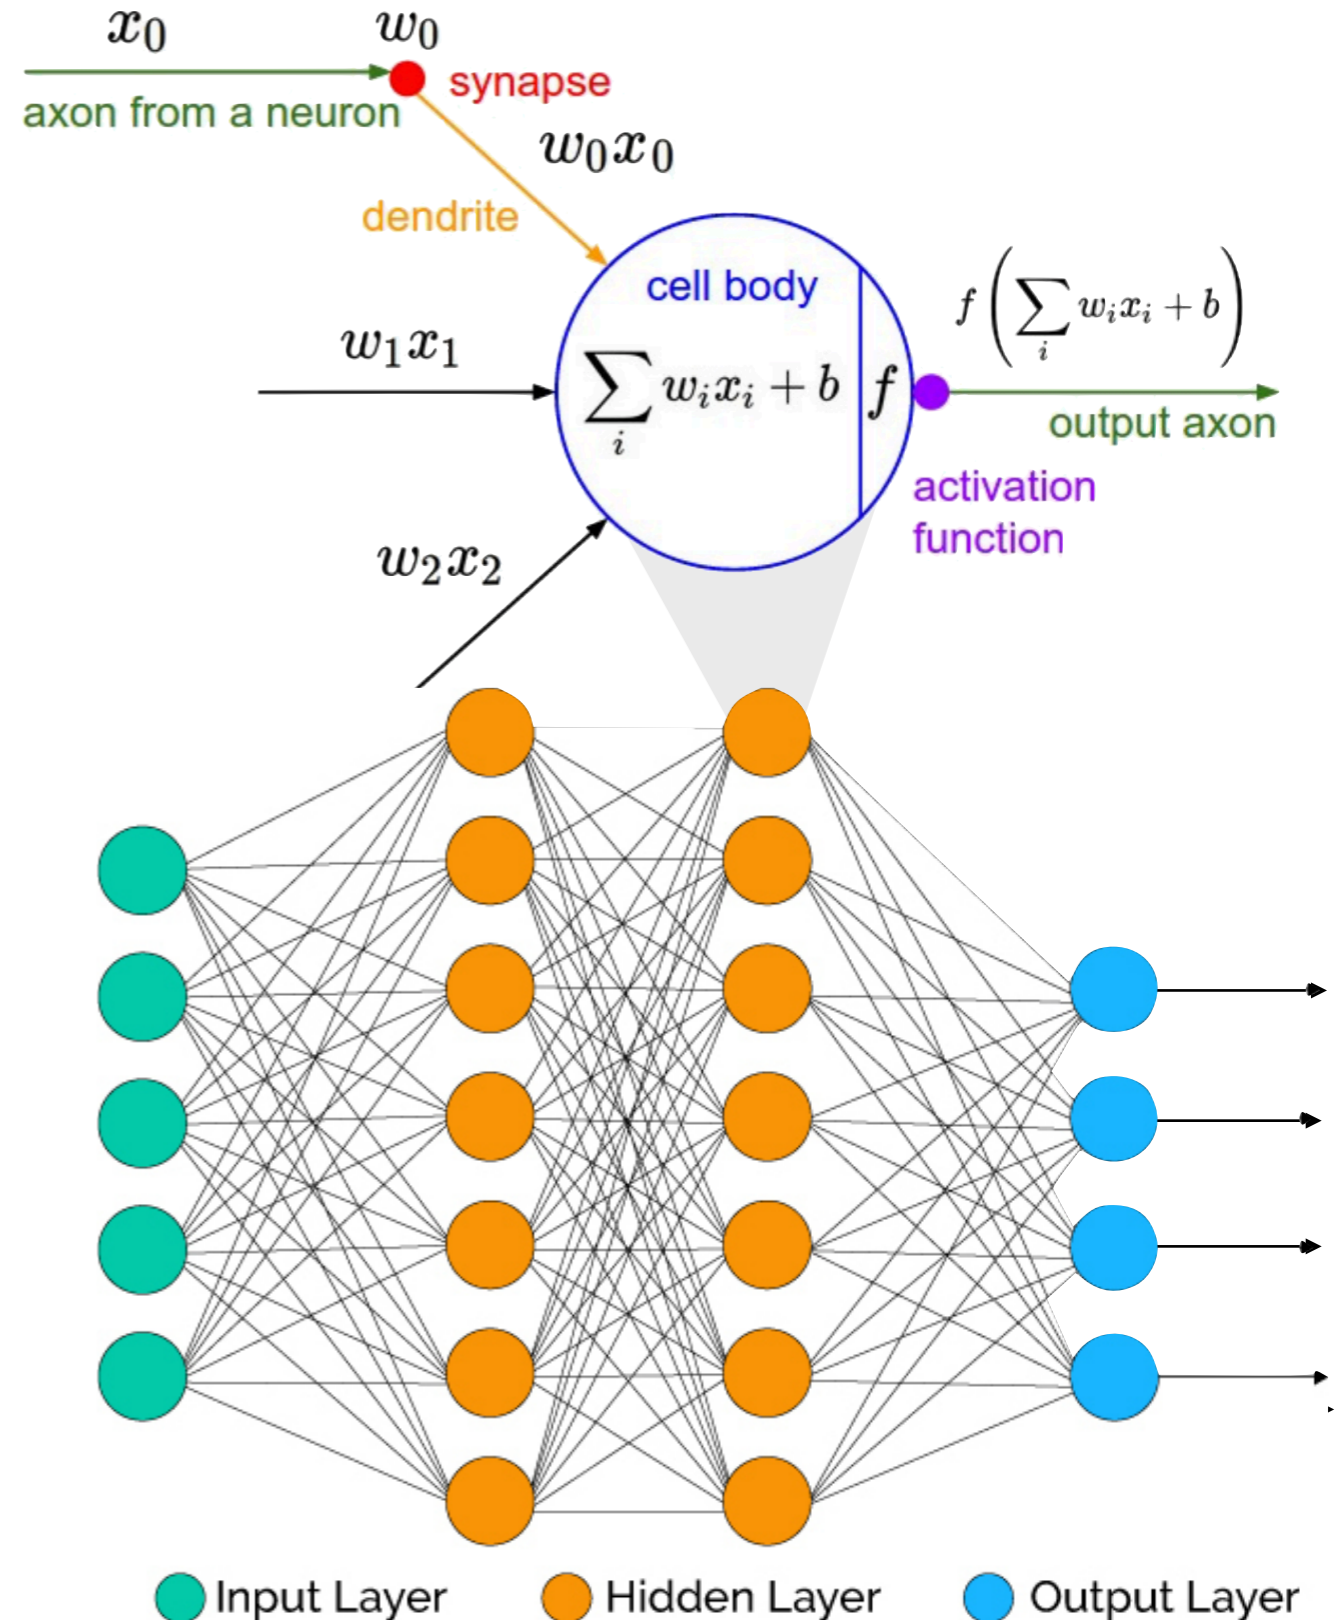 x₀ w₀
synapse
axon from a neuron
w₀x₀
dendrite
cell body
f(∑ᵢ wᵢxᵢ + b)
w₁x₁
∑ᵢ wᵢxᵢ + b f
output axon
activation
function
w₂x₂
Input Layer Hidden Layer Output Layer